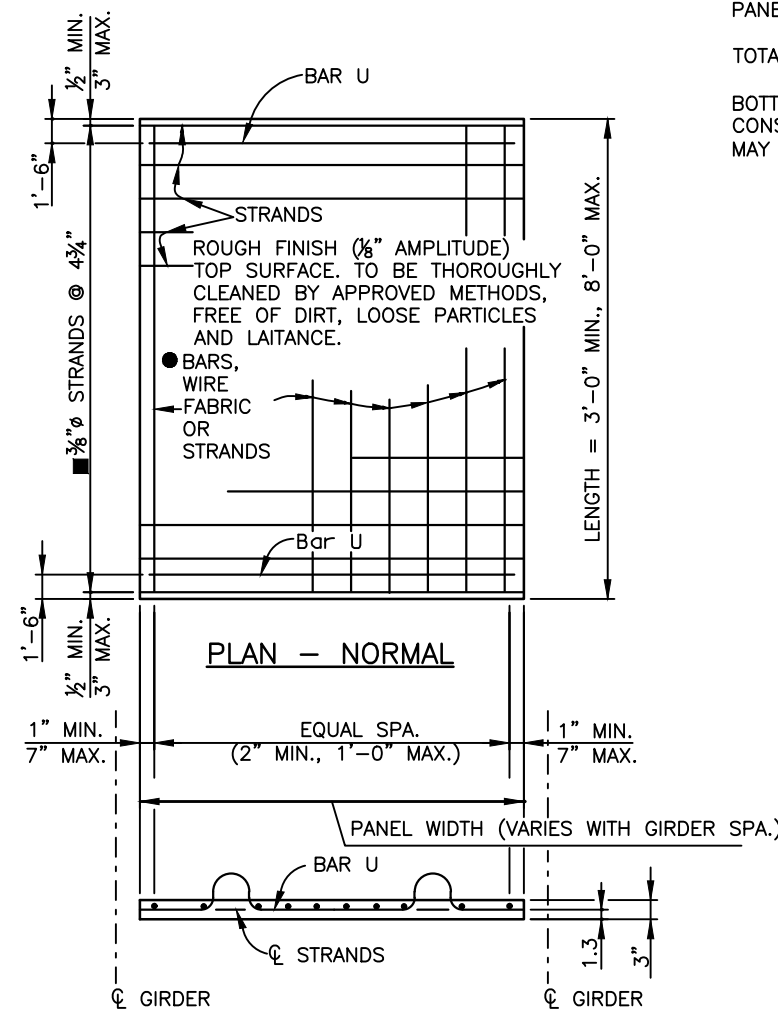 PANE
TOTA
BOTT
CONS
MAY
½" MIN.
3" MAX.
BAR U
1'-6"
STRANDS
ROUGH FINISH (⅛" AMPLITUDE)
TOP SURFACE. TO BE THOROUGHLY
CLEANED BY APPROVED METHODS,
FREE OF DIRT, LOOSE PARTICLES
AND LAITANCE.
● BARS,
WIRE
FABRIC
OR
STRANDS
■ ⅜"ø STRANDS @ 4¾"
LENGTH = 3'-0" MIN., 8'-0" MAX.
Bar U
1'-6"
½" MIN.
3" MAX.
PLAN - NORMAL
1" MIN.
7" MAX.
EQUAL SPA.
(2" MIN., 1'-0" MAX.)
1" MIN.
7" MAX.
PANEL WIDTH (VARIES WITH GIRDER SPA.)
BAR U
℄ STRANDS
1.3
3"
℄ GIRDER
℄ GIRDER